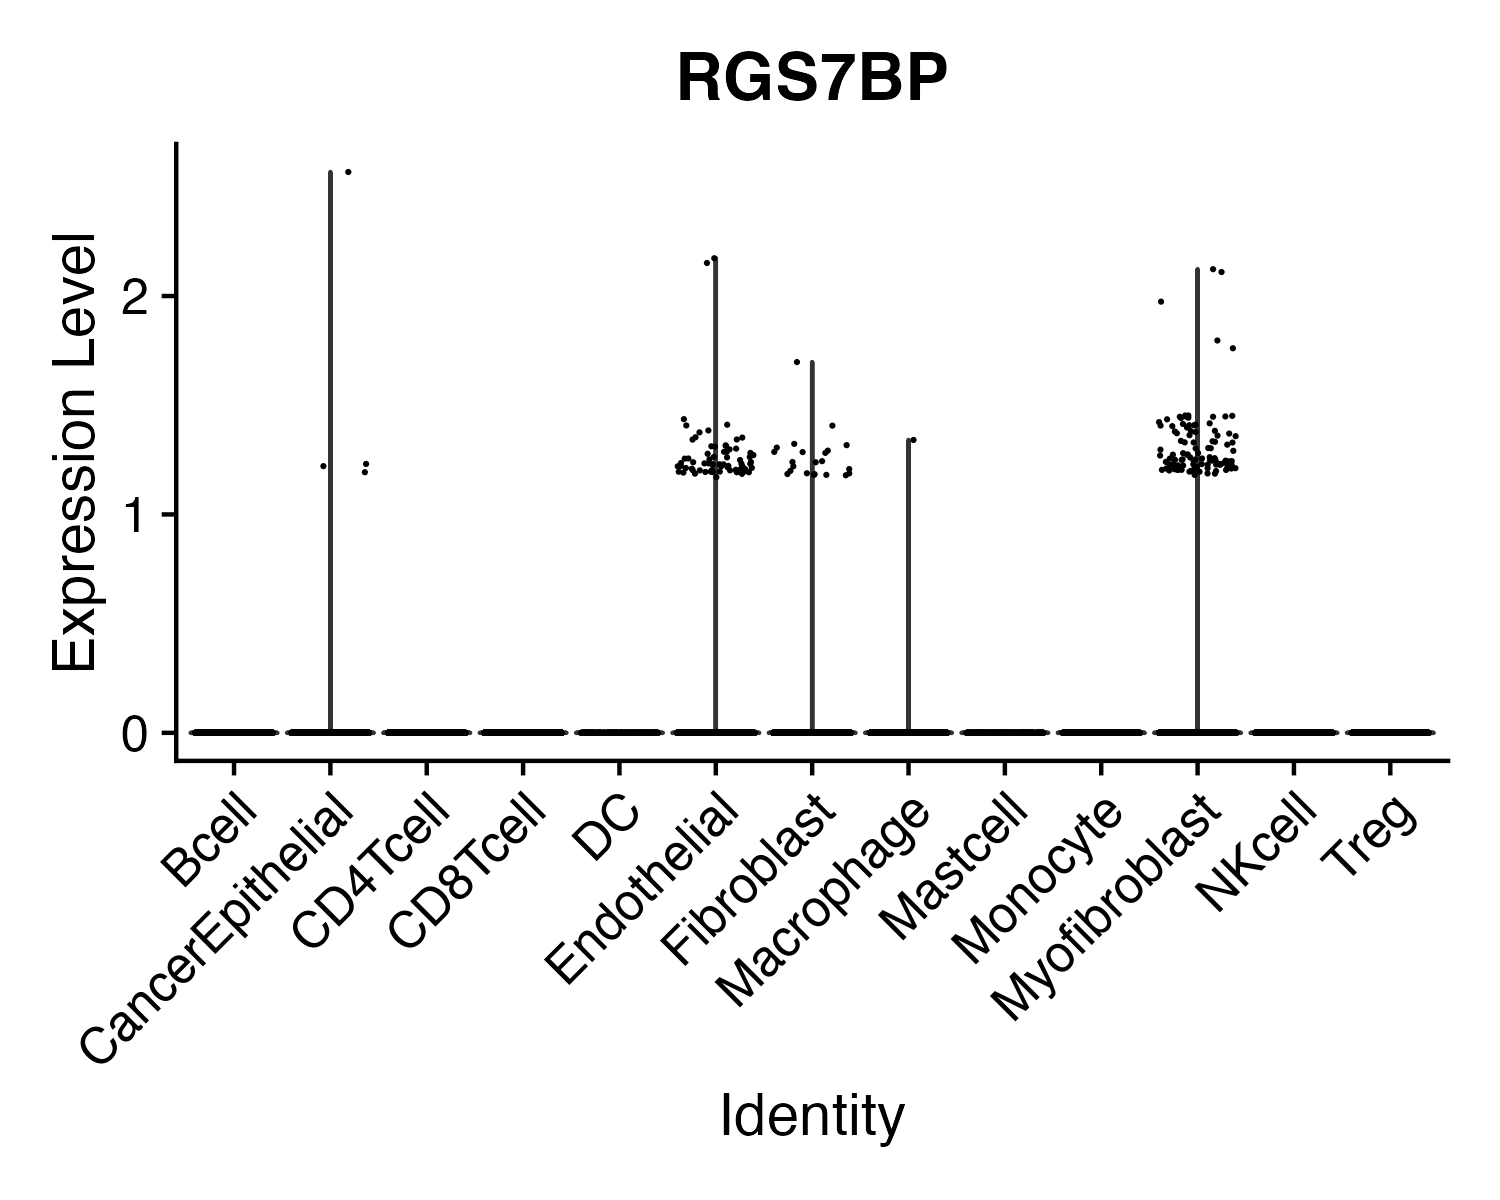 RGS7BP
Expression Level
2
1
0
Bcell
CancerEpithelial
CD4Tcell
CD8Tcell
DC
Endothelial
Fibroblast
Macrophage
Mastcell
Monocyte
Myofibroblast
NKcell
Treg
Identity